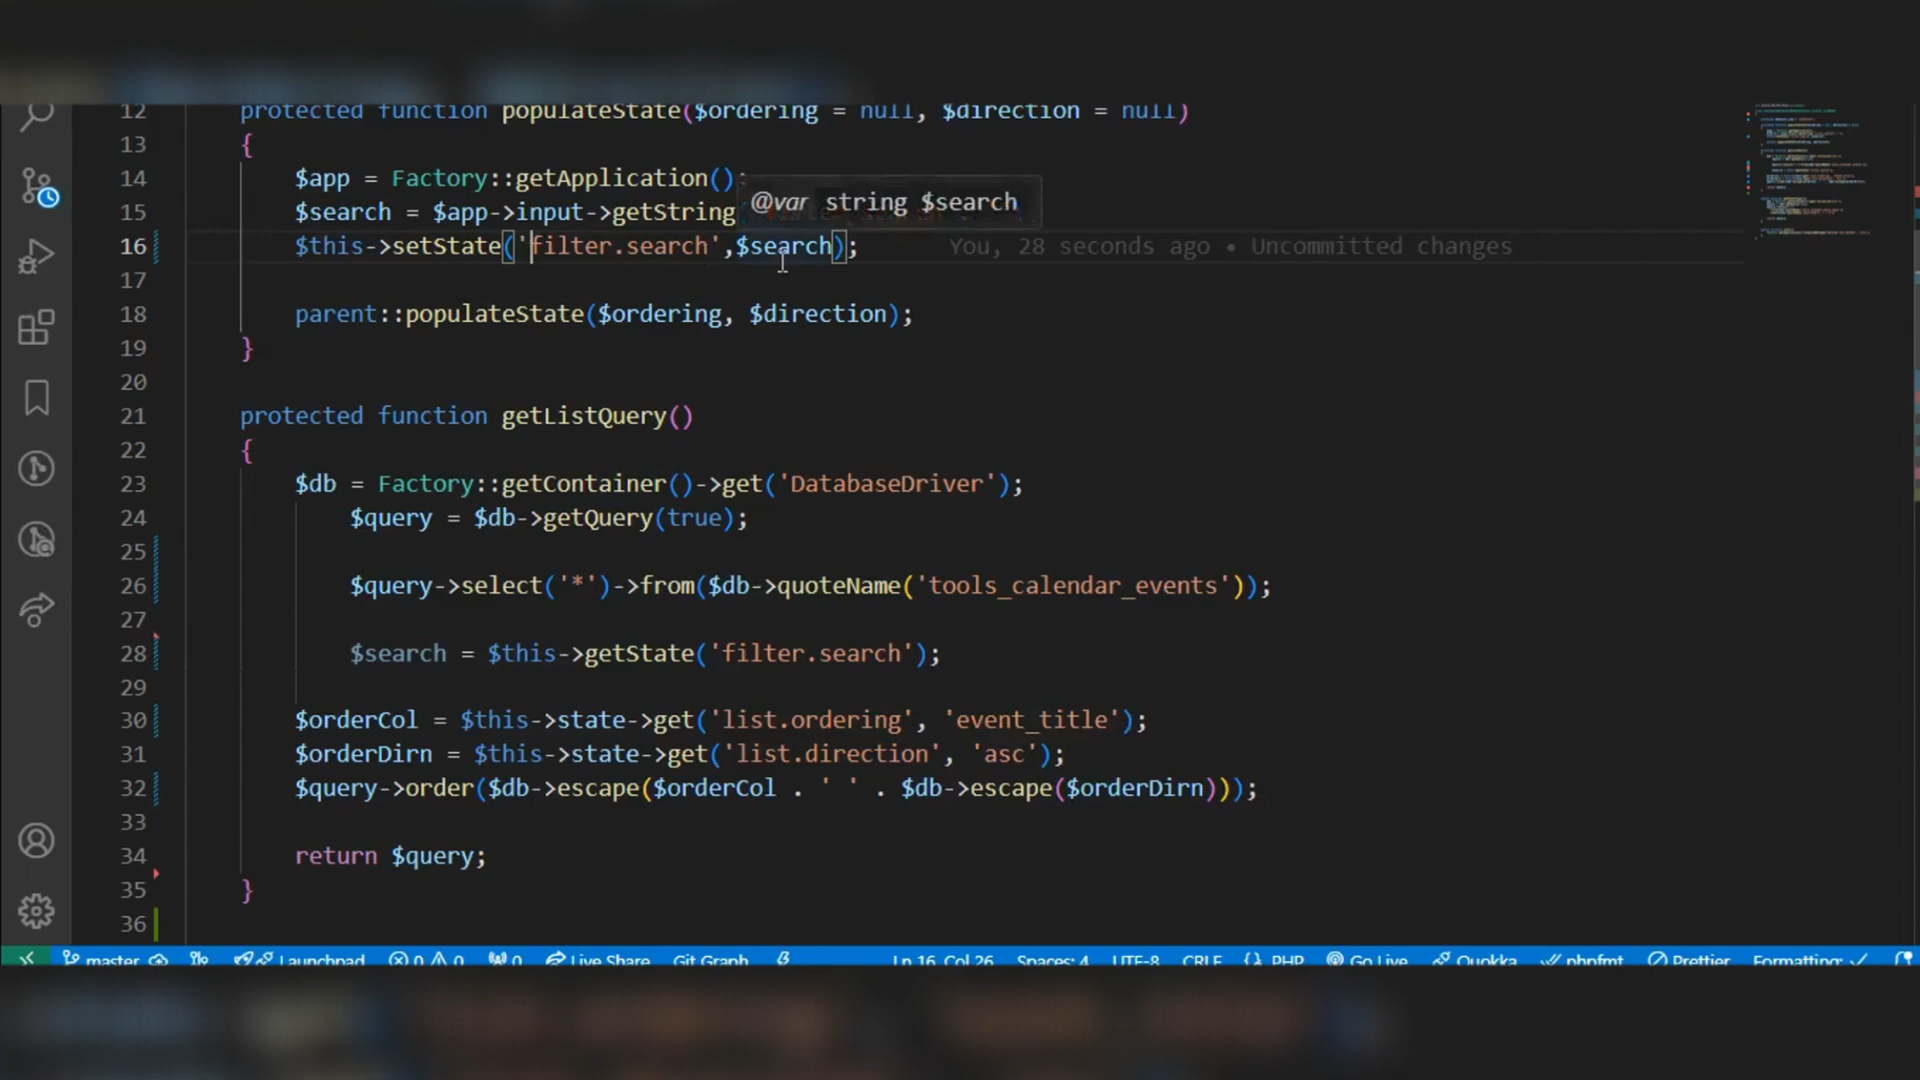 12 protected function populateState($ordering = null, $direction = null)
13 {
14 $app = Factory::getApplication();
@var string $search
15 $search = $app->input->getString
16 $this->setState('filter.search',$search); You, 28 seconds ago • Uncommitted changes
17
18 parent::populateState($ordering, $direction);
19 }
20
21 protected function getListQuery()
22 {
23 $db = Factory::getContainer()->get('DatabaseDriver');
24 $query = $db->getQuery(true);
25
26 $query->select('*')->from($db->quoteName('tools_calendar_events'));
27
28 $search = $this->getState('filter.search');
29
30 $orderCol = $this->state->get('list.ordering', 'event_title');
31 $orderDirn = $this->state->get('list.direction', 'asc');
32 $query->order($db->escape($orderCol . ' ' . $db->escape($orderDirn)));
33
34 return $query;
35 }
36
master Launchpad 0 0 0 Live Share Git Graph Ln 16, Col 26 Spaces: 4 UTF-8 CRLF {} PHP Go Live Quokka phpfmt Prettier Formatting: